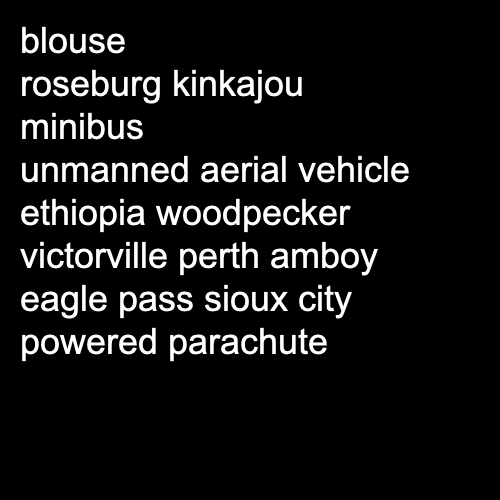 blouse
roseburg kinkajou
minibus
unmanned aerial vehicle
ethiopia woodpecker
victorville perth amboy
eagle pass sioux city
powered parachute